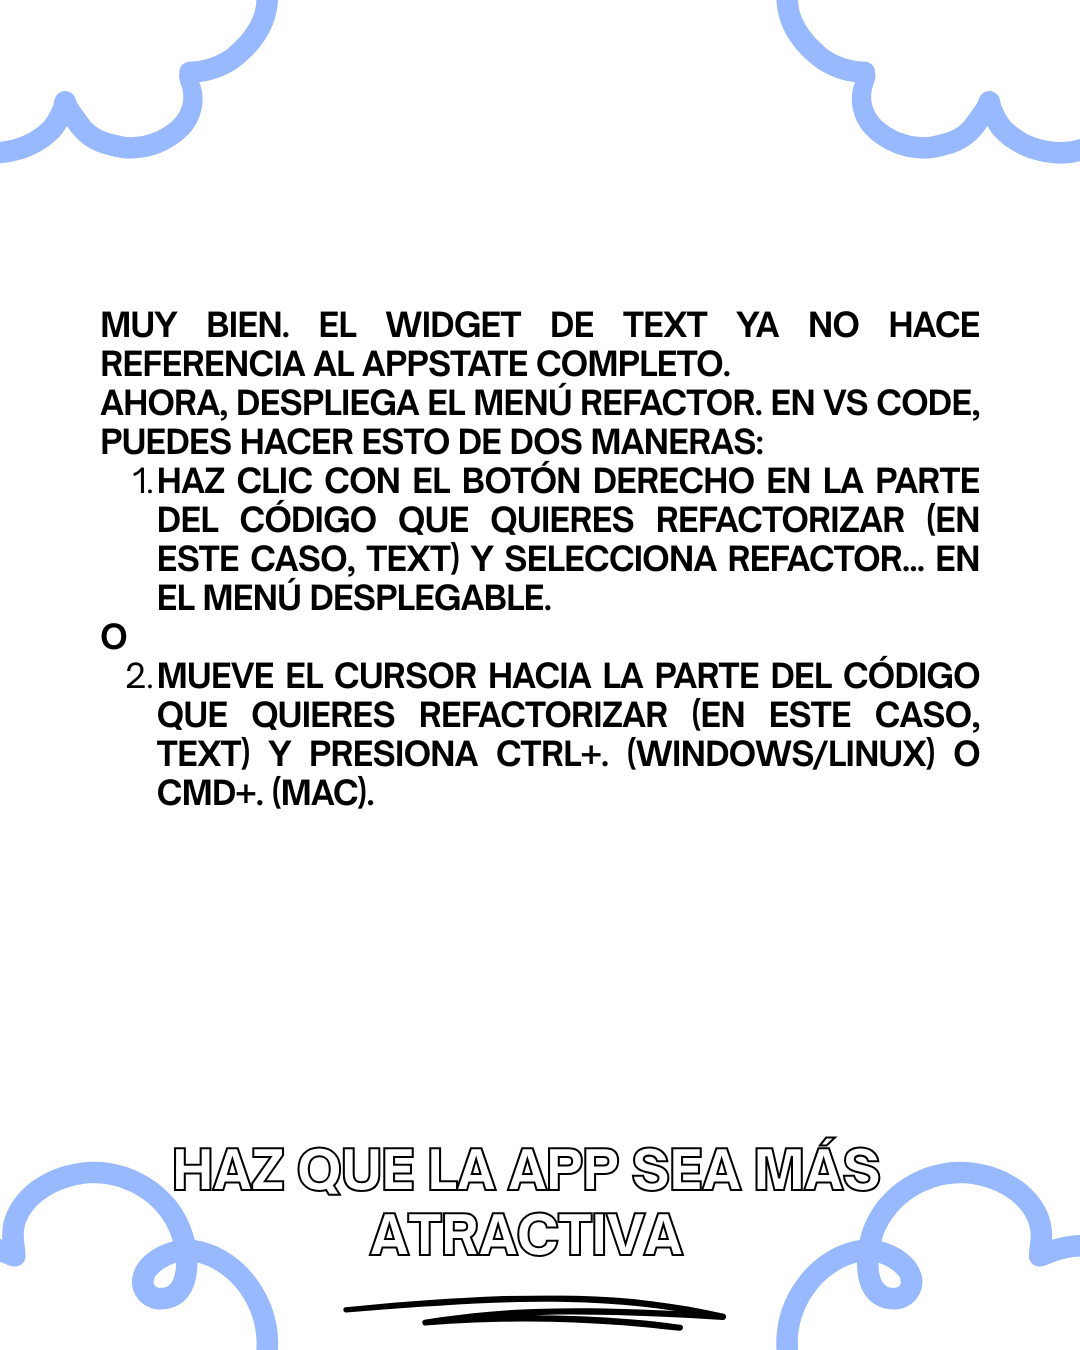 MUY BIEN. EL WIDGET DE TEXT YA NO HACE
REFERENCIA AL APPSTATE COMPLETO.
AHORA, DESPLIEGA EL MENÚ REFACTOR. EN VS CODE,
PUEDES HACER ESTO DE DOS MANERAS:
1. HAZ CLIC CON EL BOTÓN DERECHO EN LA PARTE
DEL CÓDIGO QUE QUIERES REFACTORIZAR (EN
ESTE CASO, TEXT) Y SELECCIONA REFACTOR... EN
EL MENÚ DESPLEGABLE.
O
2. MUEVE EL CURSOR HACIA LA PARTE DEL CÓDIGO
QUE QUIERES REFACTORIZAR (EN ESTE CASO,
TEXT) Y PRESIONA CTRL+. (WINDOWS/LINUX) O
CMD+. (MAC).
HAZ QUE LA APP SEA MÁS
ATRACTIVA